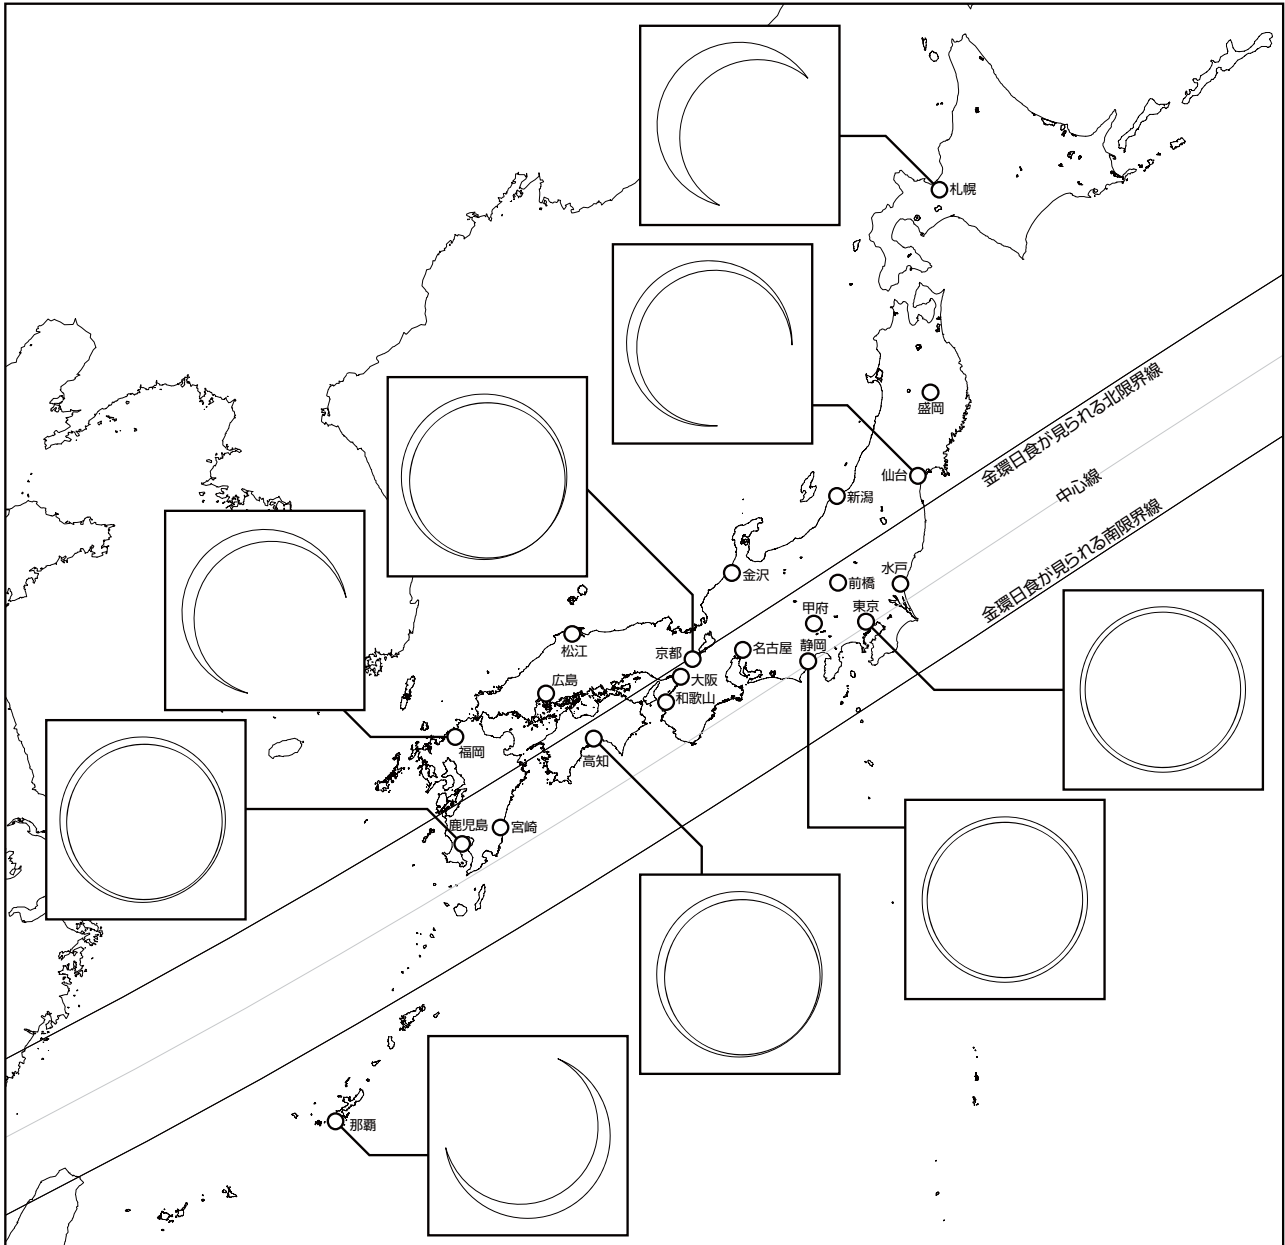 札幌
盛岡
金環日食が見られる北限界線
仙台
中心線
新潟
金環日食が見られる南限界線
水戸
金沢
前橋
甲府
東京
松江
京都
名古屋
静岡
広島
大阪
和歌山
福岡
高知
鹿児島
宮崎
那覇